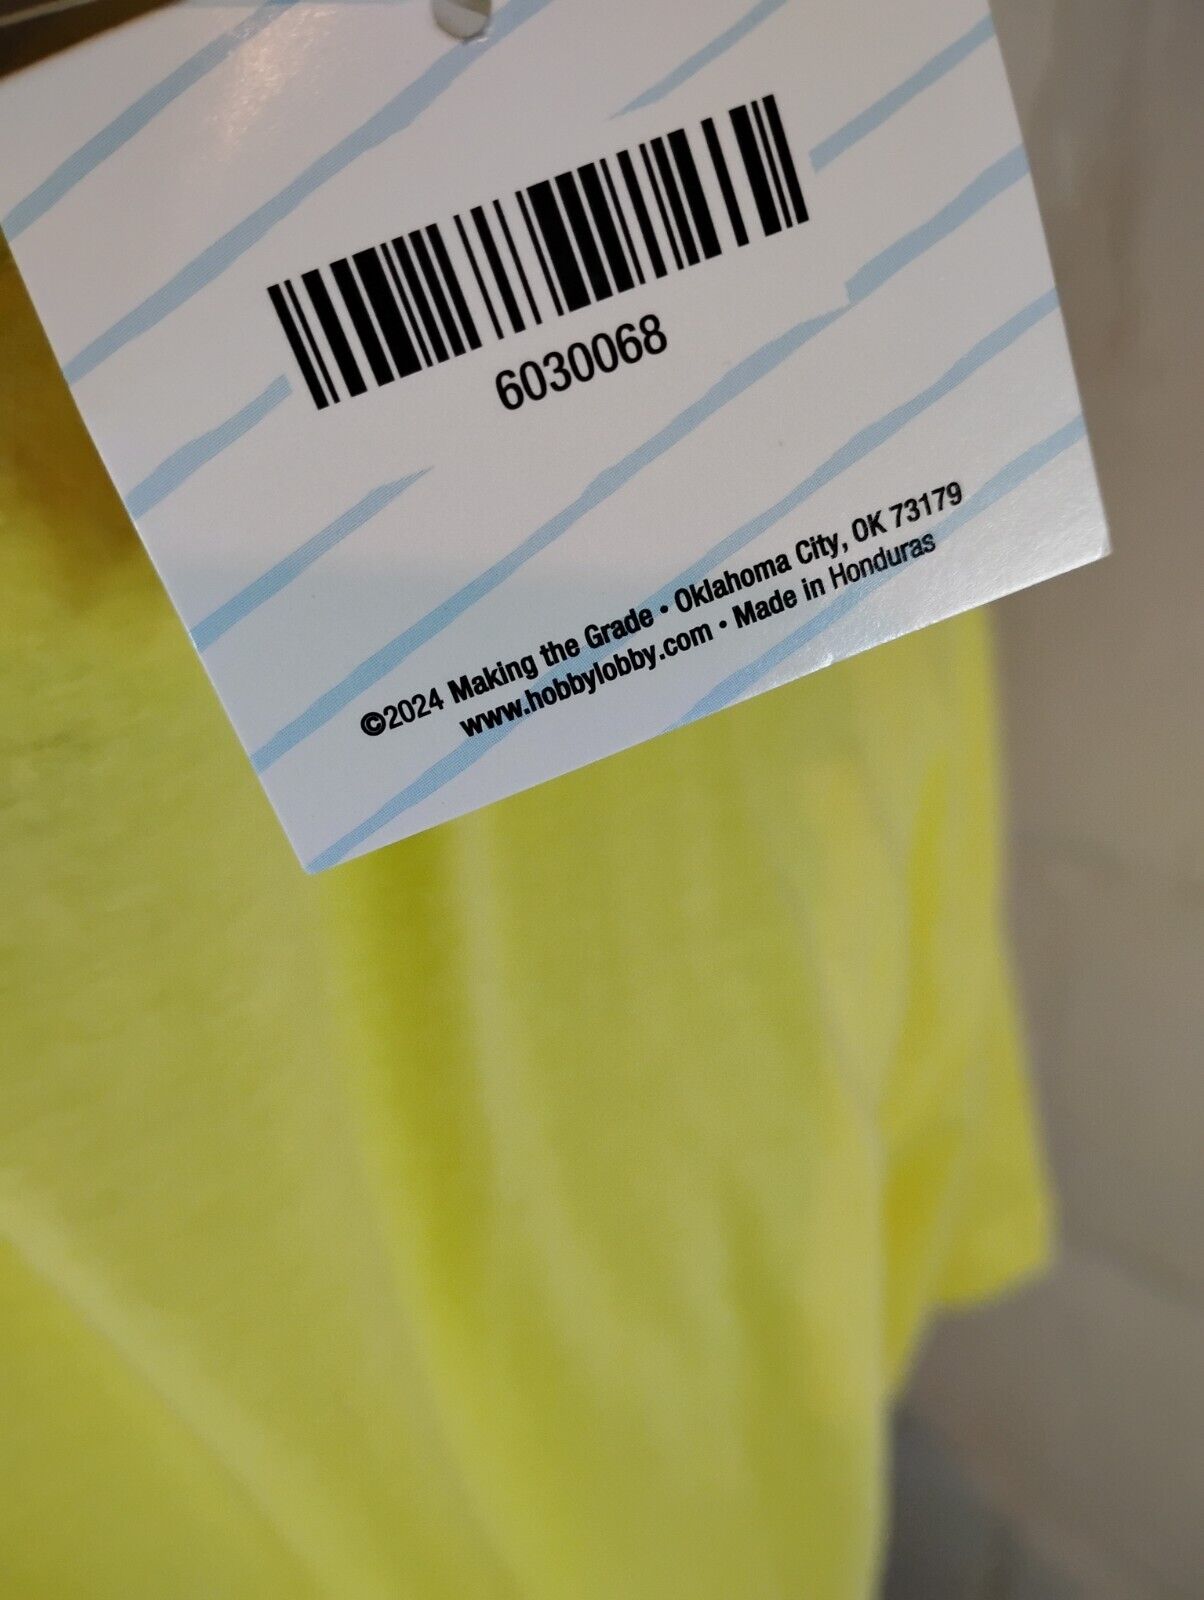 6030068
©2024 Making the Grade • Oklahoma City, OK 73179
www.hobbylobby.com • Made in Honduras